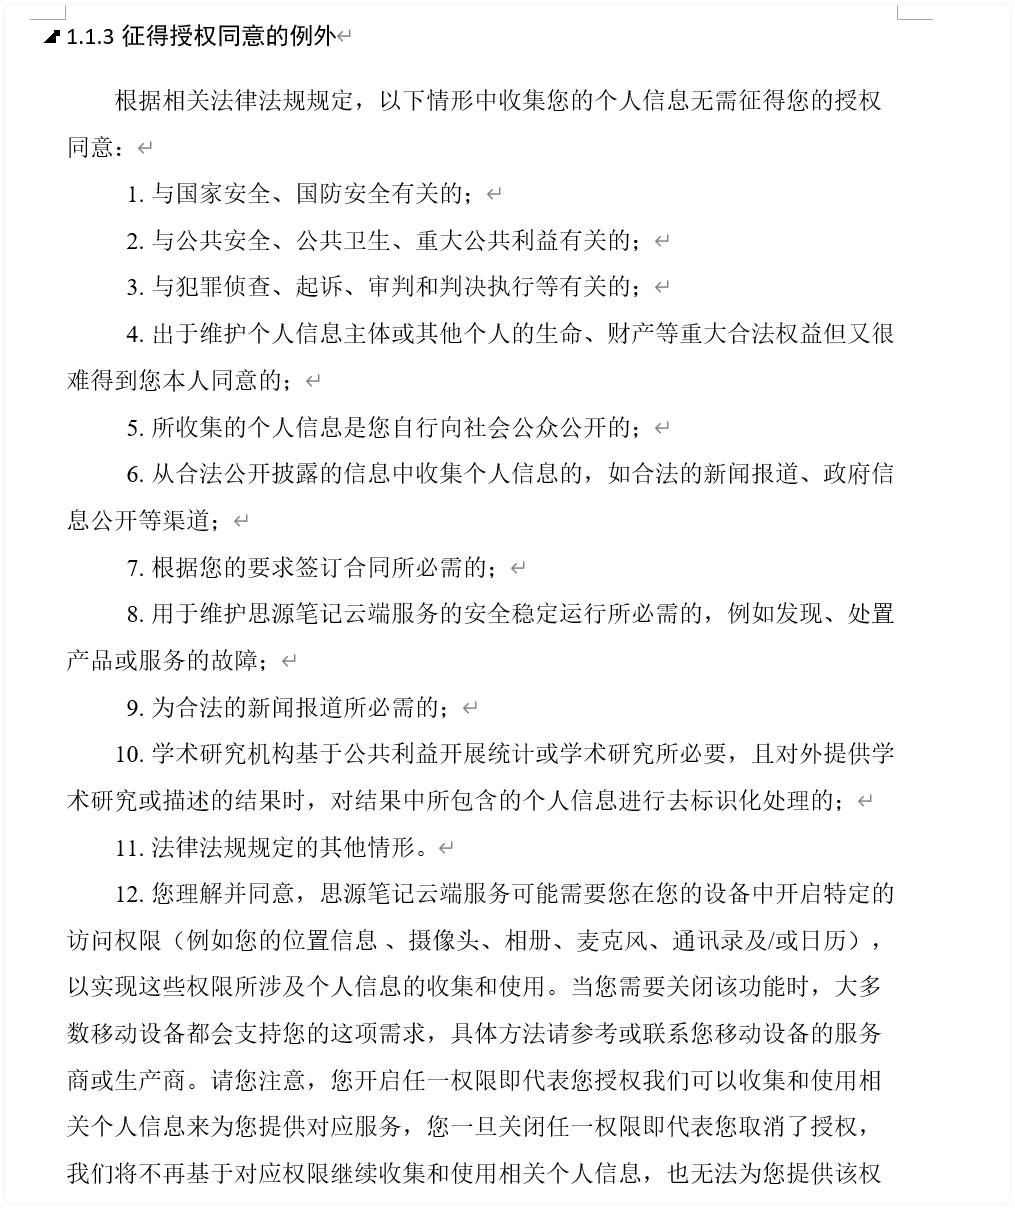 1.1.3 征得授权同意的例外↵
根据相关法律法规规定，以下情形中收集您的个人信息无需征得您的授权
同意：↵
1. 与国家安全、国防安全有关的；↵
2. 与公共安全、公共卫生、重大公共利益有关的；↵
3. 与犯罪侦查、起诉、审判和判决执行等有关的；↵
4. 出于维护个人信息主体或其他个人的生命、财产等重大合法权益但又很
难得到您本人同意的；↵
5. 所收集的个人信息是您自行向社会公众公开的；↵
6. 从合法公开披露的信息中收集个人信息的，如合法的新闻报道、政府信
息公开等渠道；↵
7. 根据您的要求签订合同所必需的；↵
8. 用于维护思源笔记云端服务的安全稳定运行所必需的，例如发现、处置
产品或服务的故障；↵
9. 为合法的新闻报道所必需的；↵
10. 学术研究机构基于公共利益开展统计或学术研究所必要，且对外提供学
术研究或描述的结果时，对结果中所包含的个人信息进行去标识化处理的；↵
11. 法律法规规定的其他情形。↵
12. 您理解并同意，思源笔记云端服务可能需要您在您的设备中开启特定的
访问权限（例如您的位置信息 、摄像头、相册、麦克风、通讯录及/或日历），
以实现这些权限所涉及个人信息的收集和使用。当您需要关闭该功能时，大多
数移动设备都会支持您的这项需求，具体方法请参考或联系您移动设备的服务
商或生产商。请您注意，您开启任一权限即代表您授权我们可以收集和使用相
关个人信息来为您提供对应服务，您一旦关闭任一权限即代表您取消了授权，
我们将不再基于对应权限继续收集和使用相关个人信息，也无法为您提供该权